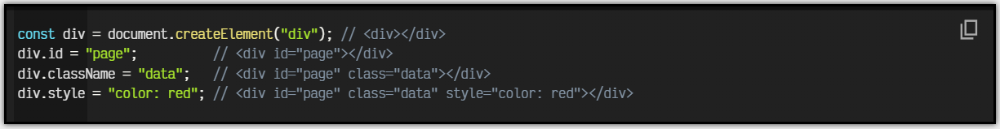 const div = document.createElement("div"); // <div></div>
div.id = "page";          // <div id="page"></div>
div.className = "data";   // <div id="page" class="data"></div>
div.style = "color: red"; // <div id="page" class="data" style="color: red"></div>